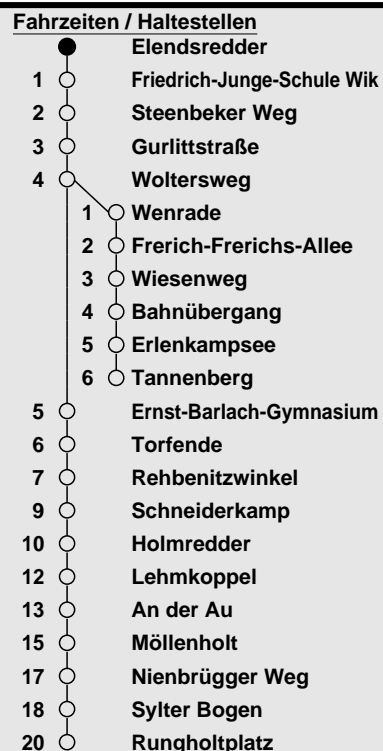 Fahrzeiten / Haltestellen
Elendsredder
1 Friedrich-Junge-Schule Wik
2 Steenbeker Weg
3 Gurlittstraße
4 Woltersweg
1 Wenrade
2 Frerich-Frerichs-Allee
3 Wiesenweg
4 Bahnübergang
5 Erlenkampsee
6 Tannenberg
5 Ernst-Barlach-Gymnasium
6 Torfende
7 Rehbenitzwinkel
9 Schneiderkamp
10 Holmredder
12 Lehmkoppel
13 An der Au
15 Möllenholt
17 Nienbrügger Weg
18 Sylter Bogen
20 Rungholtplatz